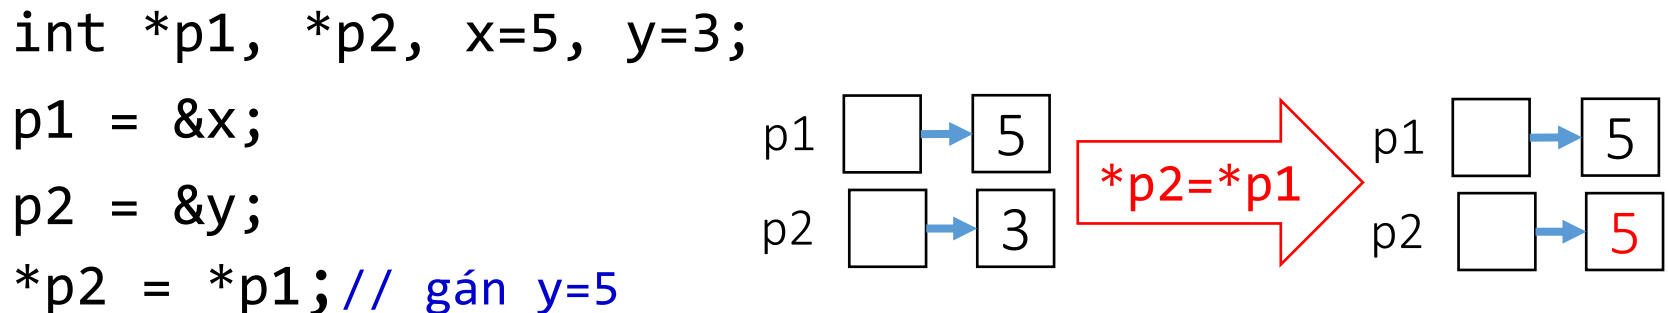 int *p1, *p2, x=5, y=3;
p1 = &x;
p2 = &y;
*p2 = *p1;// gán y=5
p1 5
p2 3
*p2=*p1
p1 5
p2 5